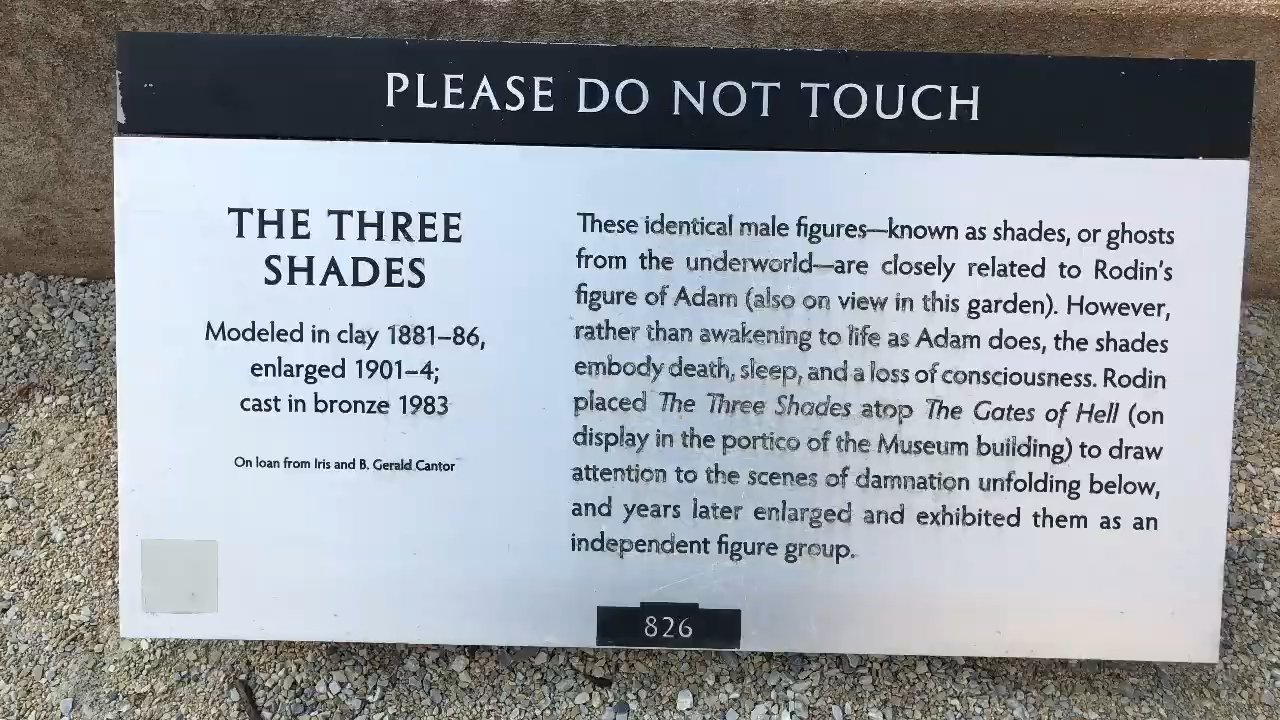 PLEASE DO NOT TOUCH
THE THREE
SHADES
Modeled in clay 1881–86,
enlarged 1901–4;
cast in bronze 1983
On loan from Iris and B. Gerald Cantor
These identical male figures—known as shades, or ghosts
from the underworld—are closely related to Rodin's
figure of Adam (also on view in this garden). However,
rather than awakening to life as Adam does, the shades
embody death, sleep, and a loss of consciousness. Rodin
placed The Three Shades atop The Gates of Hell (on
display in the portico of the Museum building) to draw
attention to the scenes of damnation unfolding below,
and years later enlarged and exhibited them as an
independent figure group.
826